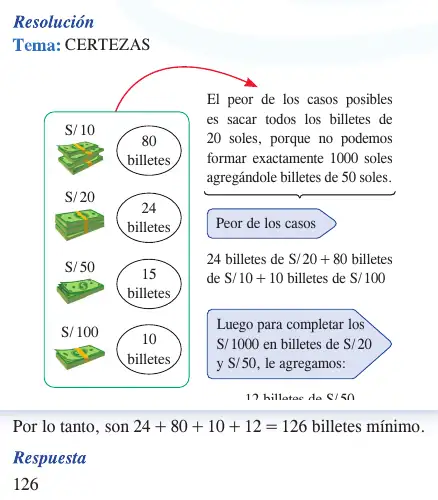 Resolución
Tema: CERTEZAS
El peor de los casos posibles
es sacar todos los billetes de
20 soles, porque no podemos
formar exactamente 1000 soles
agregándole billetes de 50 soles.
S/ 10
80
billetes
S/ 20
24
billetes
S/ 50
15
billetes
S/ 100
10
billetes
Peor de los casos
24 billetes de S/ 20 + 80 billetes
de S/ 10 + 10 billetes de S/ 100
Luego para completar los
S/ 1000 en billetes de S/ 20
y S/ 50, le agregamos:
12 billetes de S/ 50
Por lo tanto, son 24 + 80 + 10 + 12 = 126 billetes mínimo.
Respuesta
126